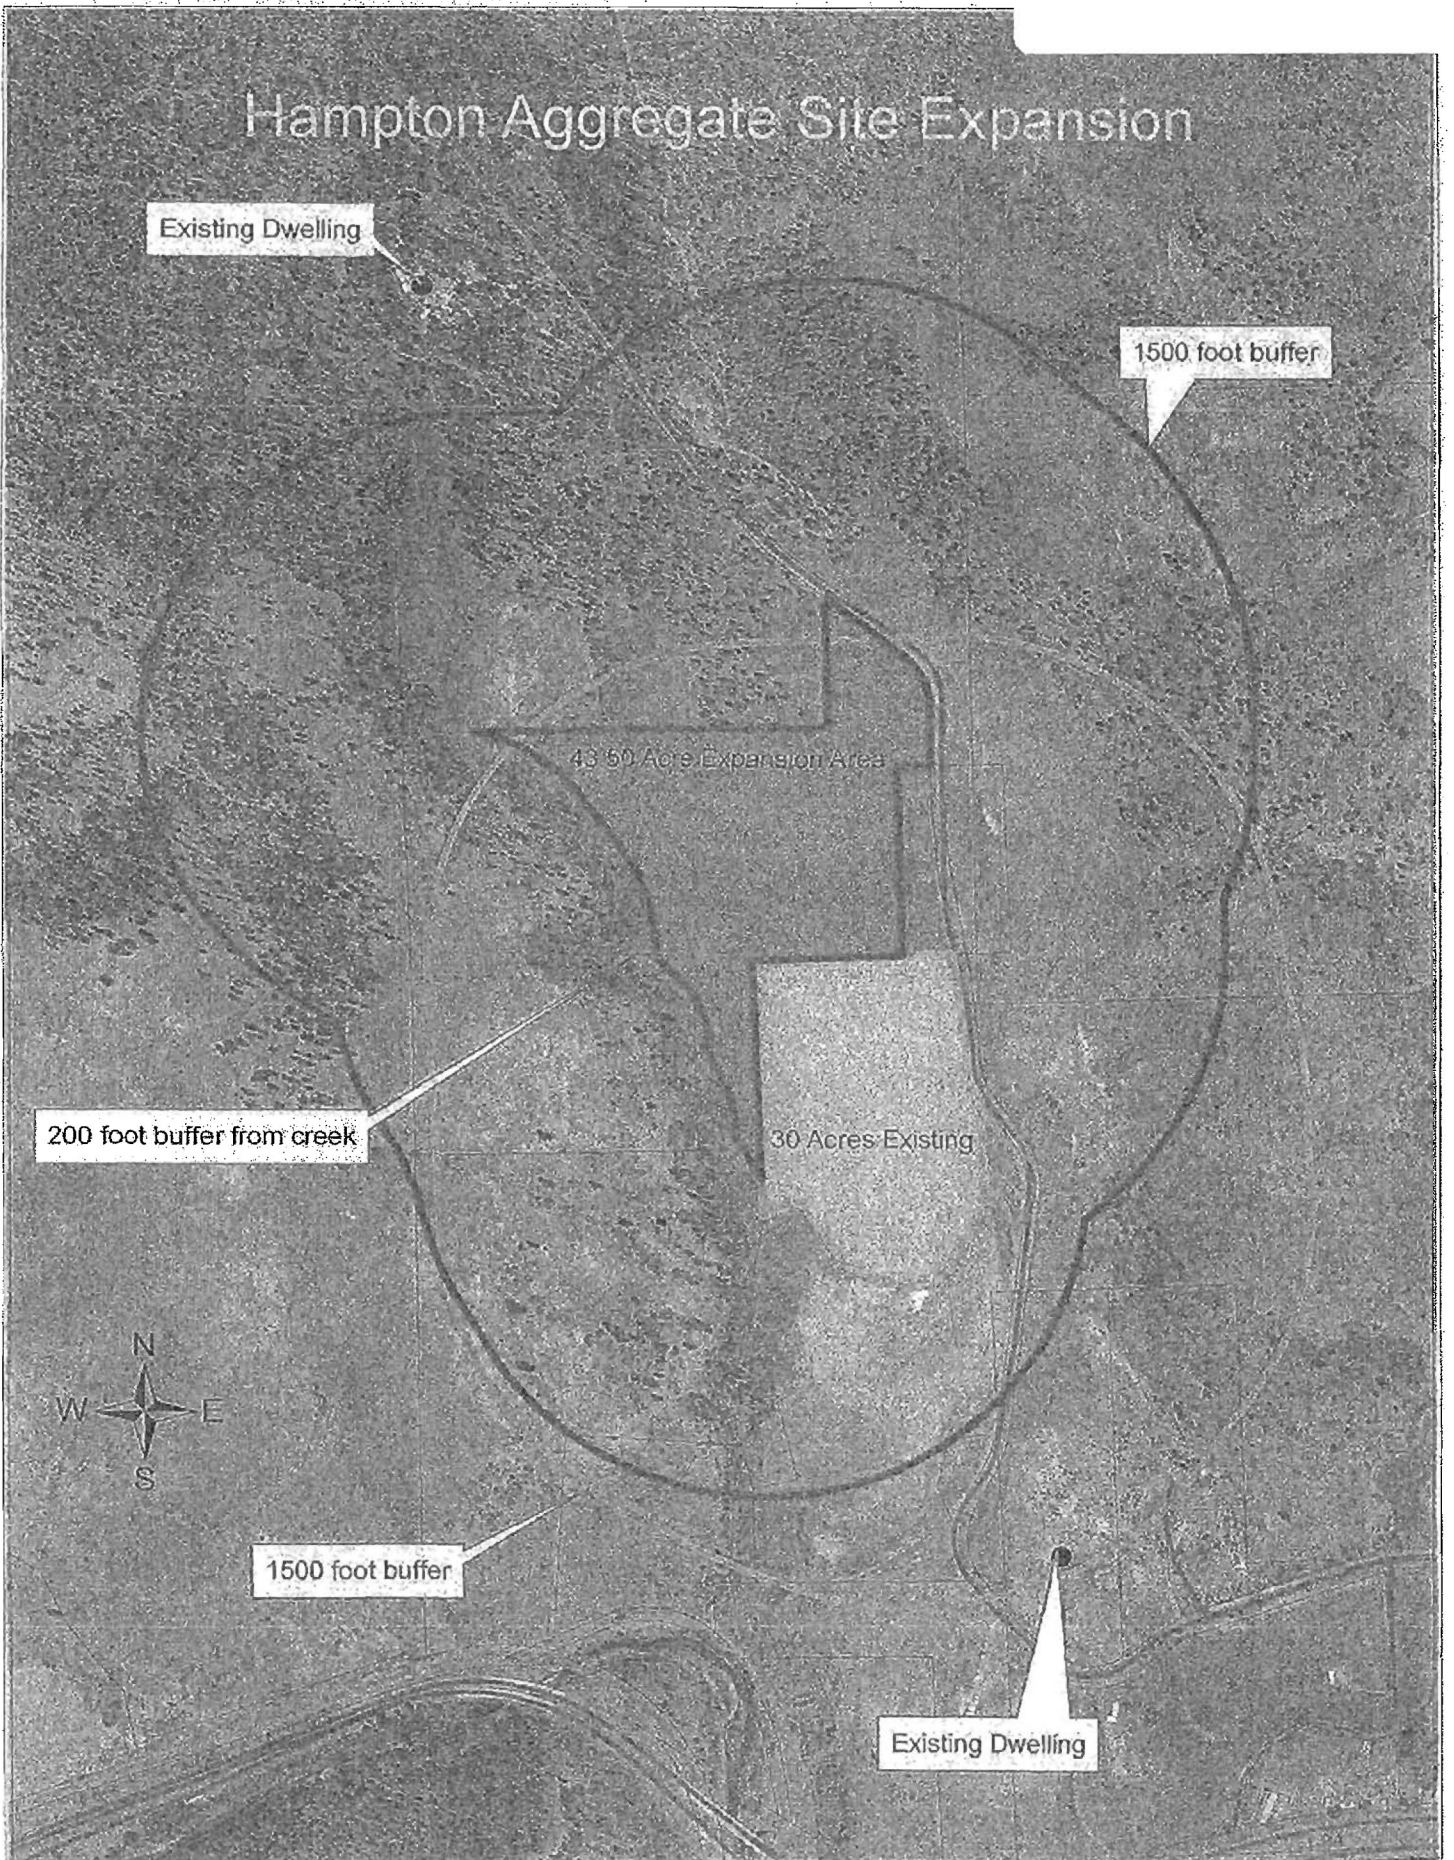 Hampton Aggregate Site Expansion
Existing Dwelling
1500 foot buffer
43.50 Acre Expansion Area
200 foot buffer from creek
30 Acres Existing
N
W E
S
1500 foot buffer
Existing Dwelling